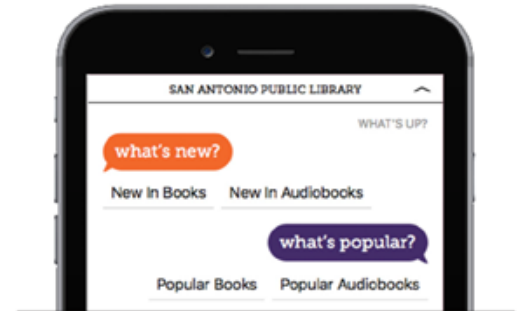 SAN ANTONIO PUBLIC LIBRARY
WHAT'S UP?
what's new?
New In Books New In Audiobooks
what's popular?
Popular Books Popular Audiobooks